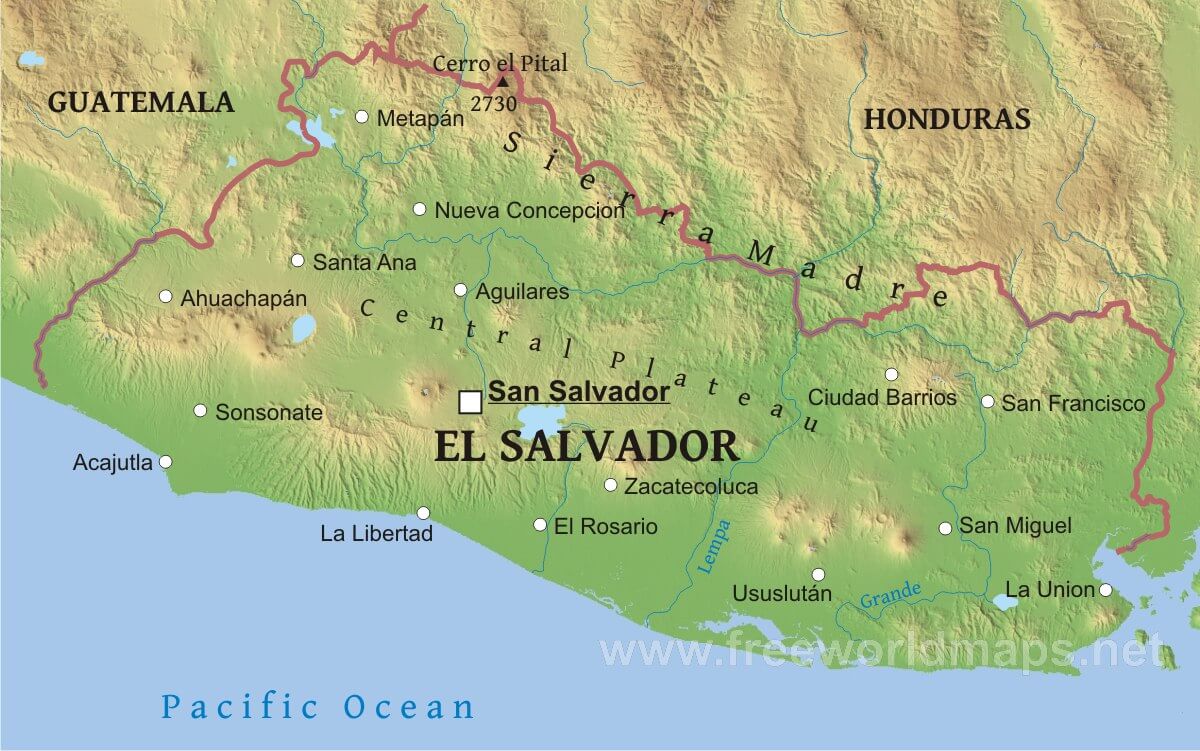 Cerro el Pital
2730
GUATEMALA
HONDURAS
Metapán
Sierra Madre
Nueva Concepcion
Santa Ana
Ahuachapán
Aguilares
Central Plateau
San Salvador
Ciudad Barrios
San Francisco
Sonsonate
EL SALVADOR
Acajutla
Zacatecoluca
La Libertad
El Rosario
San Miguel
Lempa
Ususlután
Grande
La Union
www.freeworldmaps.net
Pacific Ocean